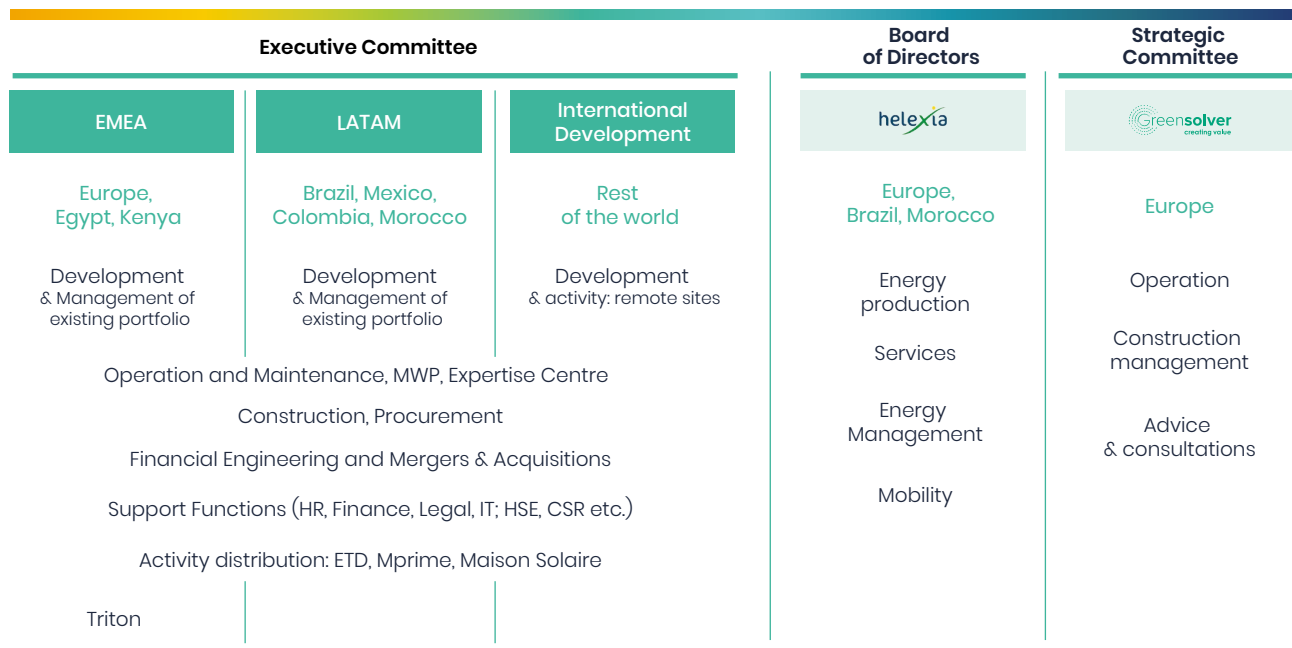 Executive Committee
Board
of Directors
Strategic
Committee
EMEA
LATAM
International
Development
helexia
Greensolver
creating value
Europe,
Egypt, Kenya
Brazil, Mexico,
Colombia, Morocco
Rest
of the world
Europe,
Brazil, Morocco
Europe
Development
& Management of
existing portfolio
Development
& Management of
existing portfolio
Development
& activity: remote sites
Energy
production
Services
Energy
Management
Mobility
Operation
Construction
management
Advice
& consultations
Operation and Maintenance, MWP, Expertise Centre
Construction, Procurement
Financial Engineering and Mergers & Acquisitions
Support Functions (HR, Finance, Legal, IT; HSE, CSR etc.)
Activity distribution: ETD, Mprime, Maison Solaire
Triton